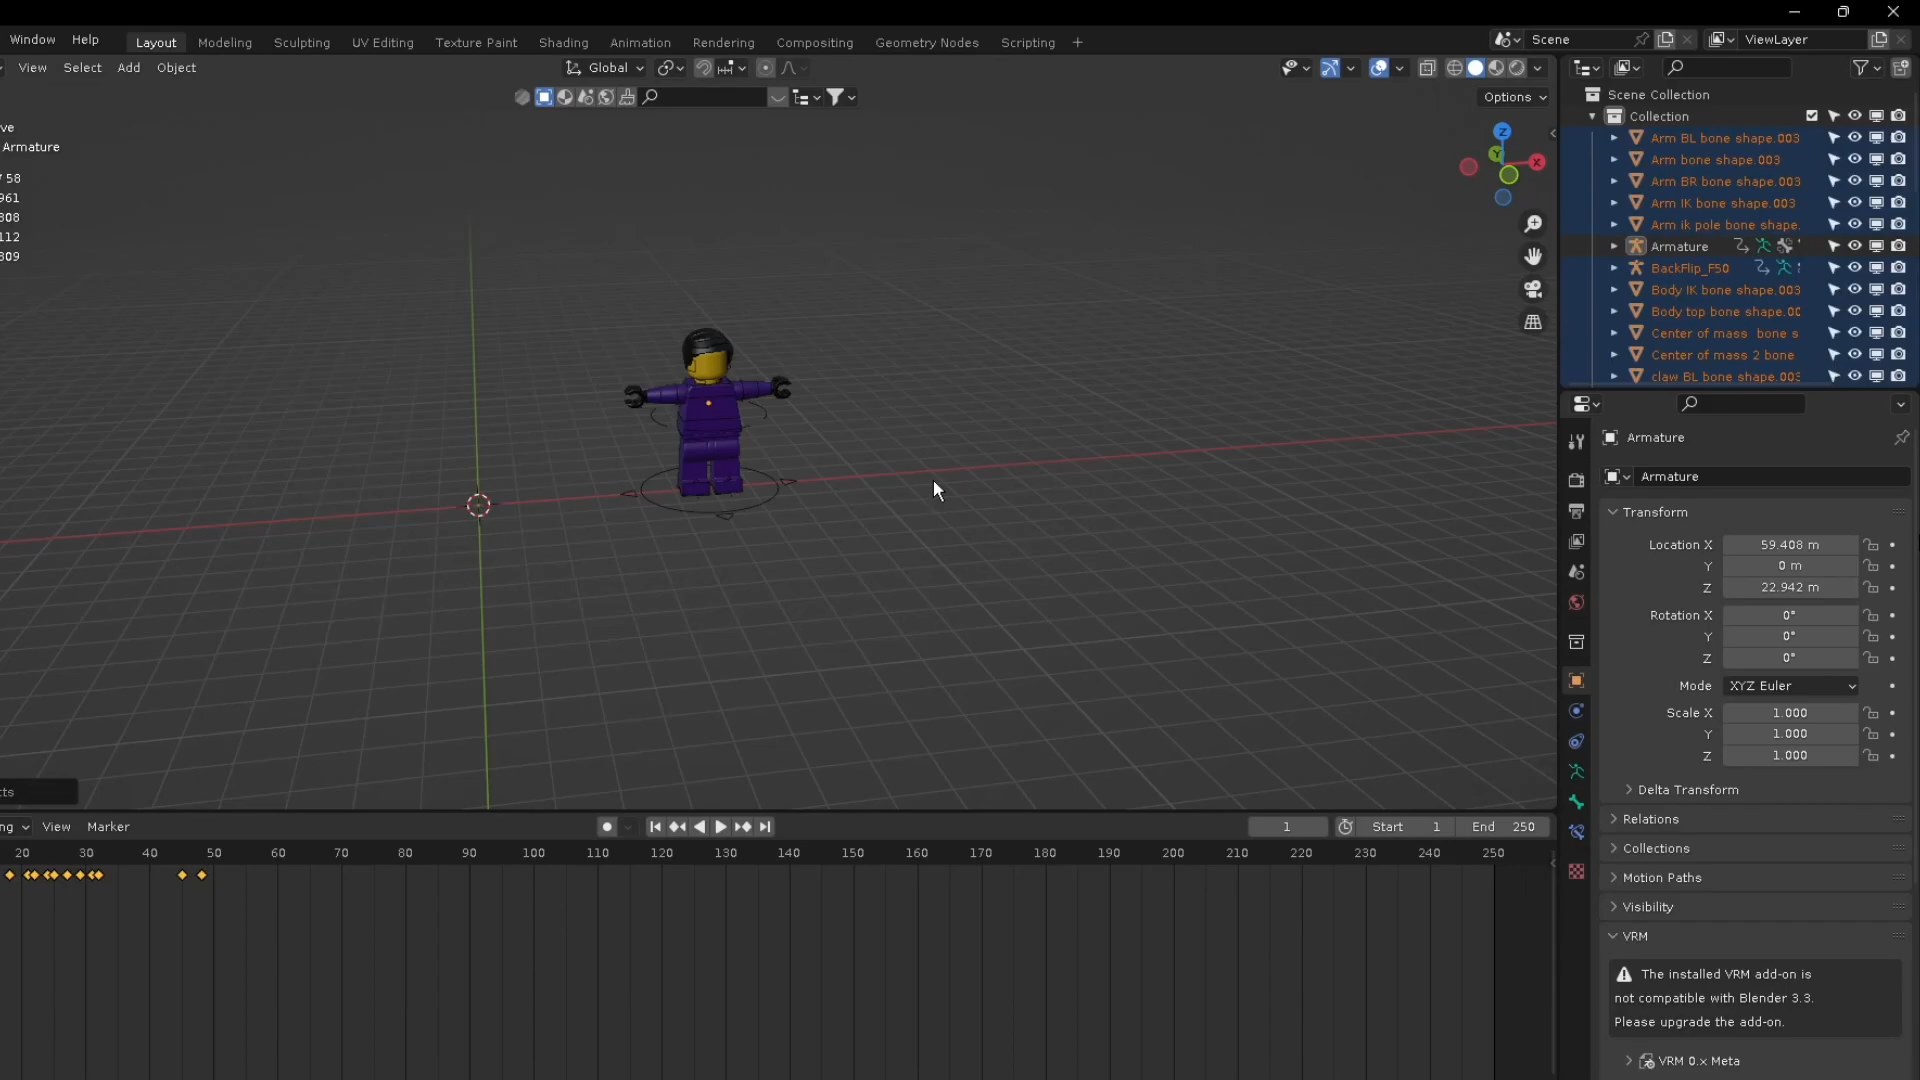 Window Help Layout Modeling Sculpting UV Editing Texture Paint Shading Animation Rendering Compositing Geometry Nodes Scripting + Scene ViewLayer
View Select Add Object Global
Options
Scene Collection
Collection
ve
Arm BL bone shape.003
Armature
Arm bone shape.003
58
Arm BR bone shape.003
961
Arm IK bone shape.003
808
Arm ik pole bone shape.
112
Armature
809
BackFlip_F50
Body IK bone shape.003
Body top bone shape.00
Center of mass bone s
Center of mass 2 bone
claw BL bone shape.003
Z
Y
X
Armature
Armature
Transform
Location X 59.408 m
Y 0 m
Z 22.942 m
Rotation X 0°
Y 0°
Z 0°
Mode XYZ Euler
Scale X 1.000
Y 1.000
Z 1.000
Delta Transform
Relations
Collections
Motion Paths
Visibility
VRM
The installed VRM add-on is
not compatible with Blender 3.3.
Please upgrade the add-on.
VRM 0.x Meta
cts
ng View Marker 1 Start 1 End 250
20 30 40 50 60 70 80 90 100 110 120 130 140 150 160 170 180 190 200 210 220 230 240 250